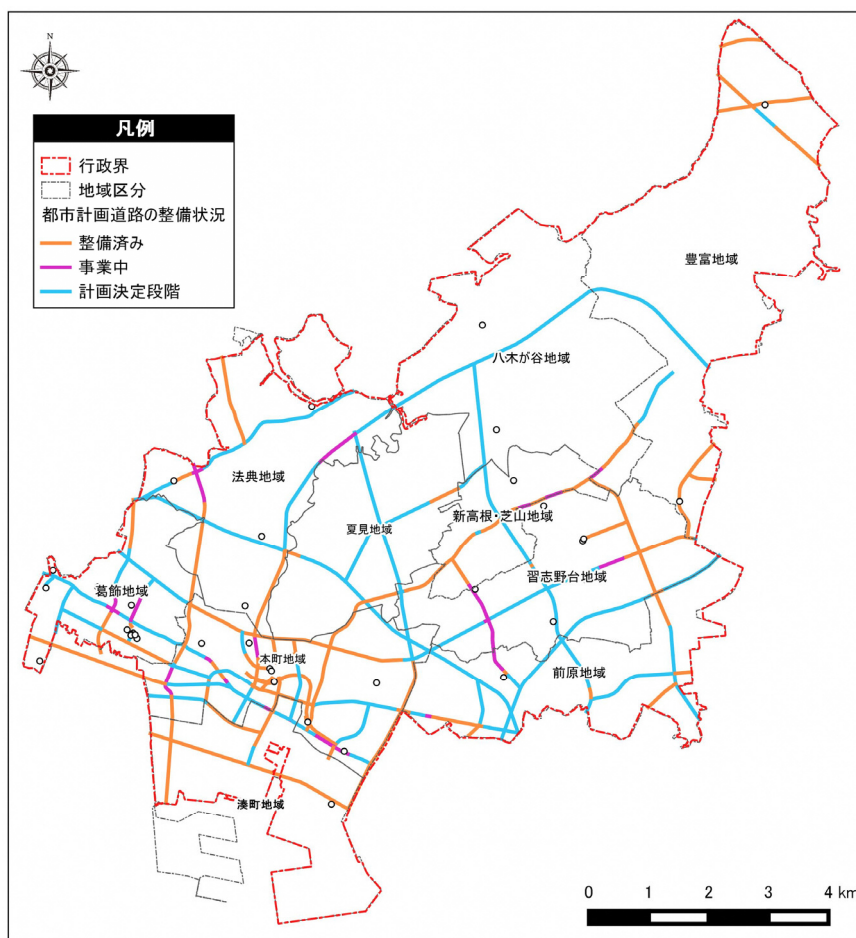 N
凡例
行政界
地域区分
都市計画道路の整備状況
整備済み
事業中
計画決定段階
豊富地域
八木が谷地域
法典地域
夏見地域
新高根・芝山地域
習志野台地域
葛飾地域
本町地域
前原地域
湊町地域
0 1 2 3 4 km